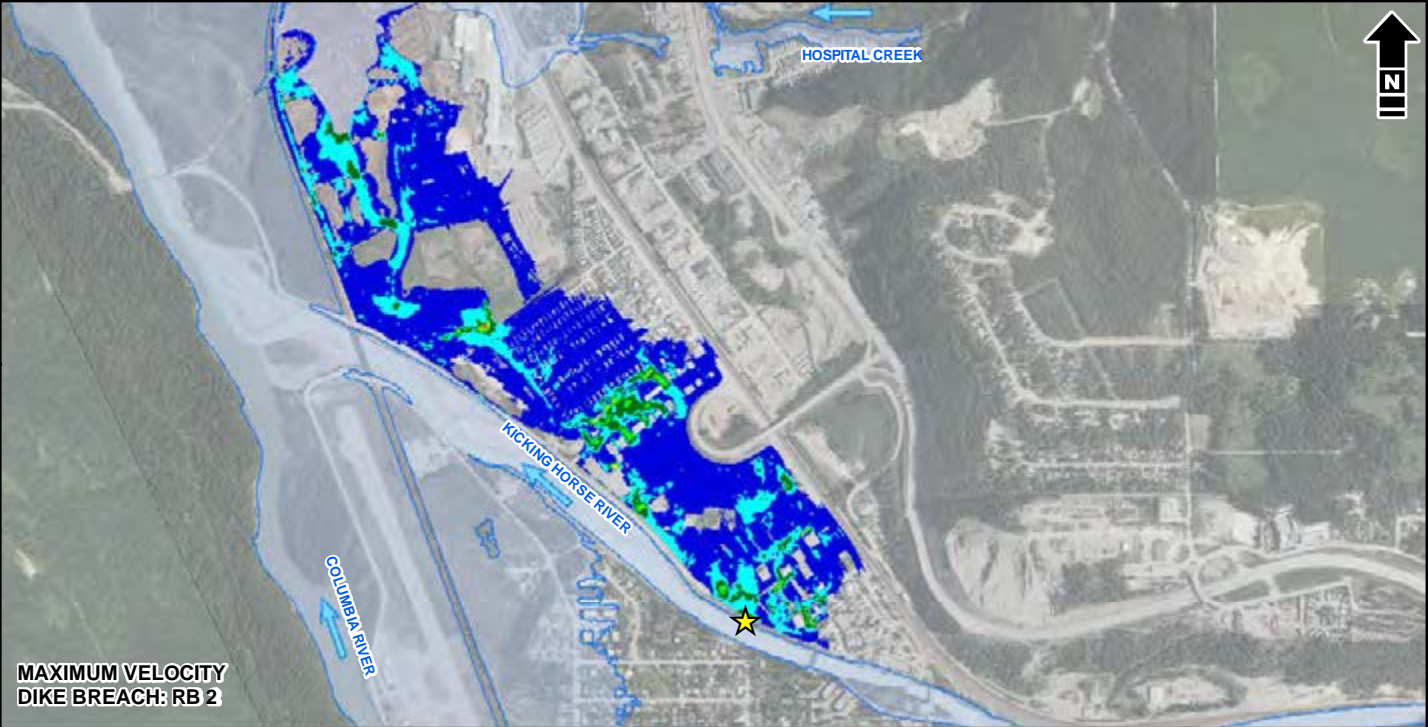 HOSPITAL CREEK
N
KICKING HORSE RIVER
COLUMBIA RIVER
MAXIMUM VELOCITY
DIKE BREACH: RB 2